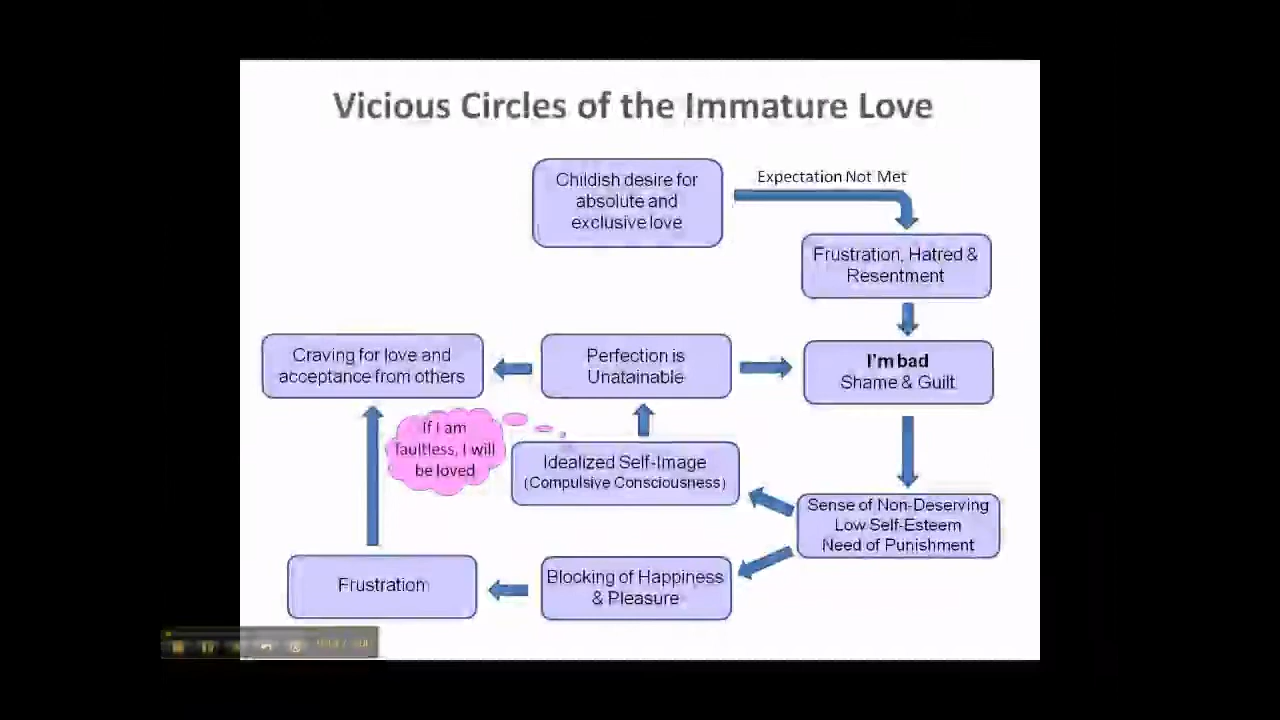 Vicious Circles of the Immature Love
Childish desire for
absolute and
exclusive love
Expectation Not Met
Frustration, Hatred &
Resentment
Craving for love and
acceptance from others
Perfection is
Unatainable
I'm bad
Shame & Guilt
If I am
faultless, I will
be loved
Idealized Self-Image
(Compulsive Consciousness)
Sense of Non-Deserving
Low Self-Esteem
Need of Punishment
Frustration
Blocking of Happiness
& Pleasure